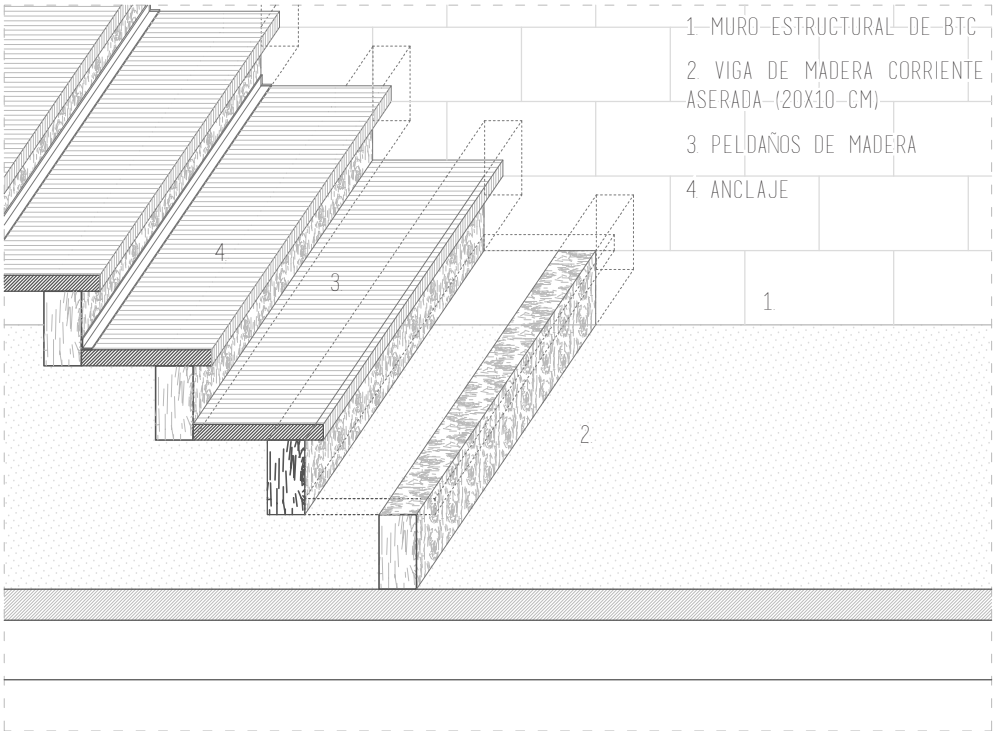 1. MURO ESTRUCTURAL DE BTC
2. VIGA DE MADERA CORRIENTE
ASERADA (20X10 CM)
3. PELDAÑOS DE MADERA
4. ANCLAJE
4.
3.
1.
2